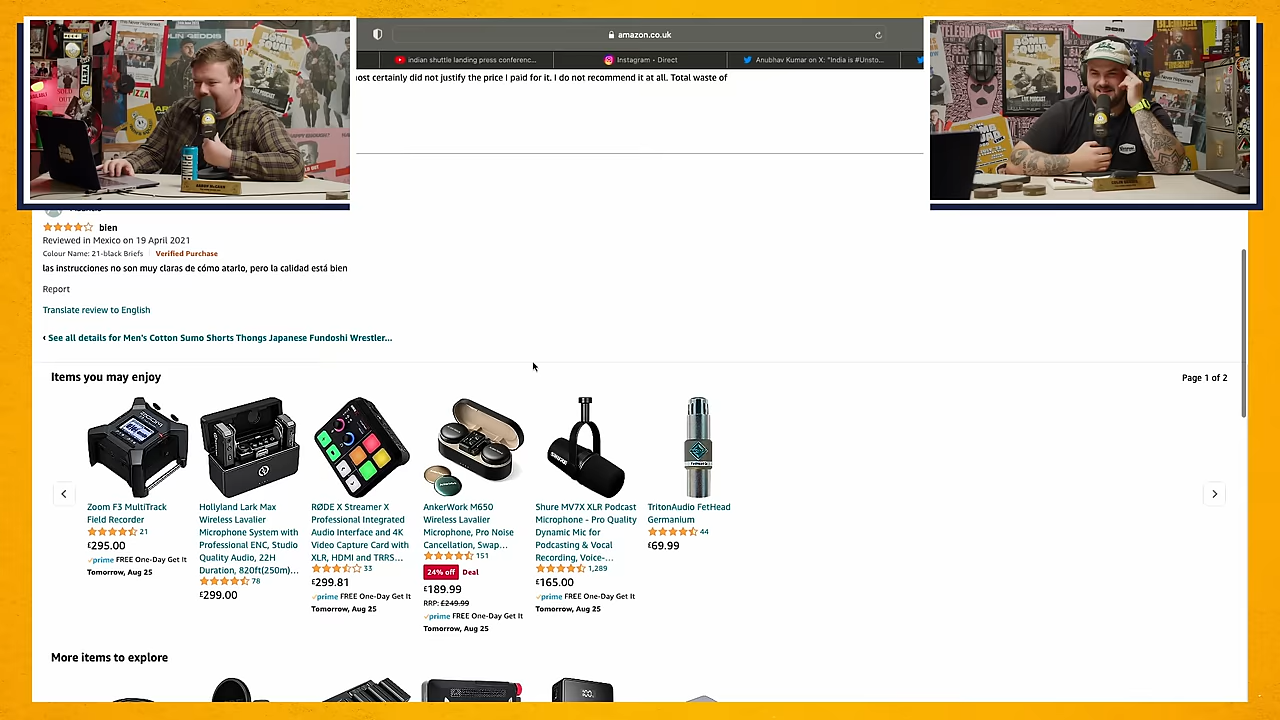 amazon.co.uk
indian shuttle landing press conferenc...
Instagram • Direct
Anubhav Kumar on X: "India is #Unsto...
ost certainly did not justify the price I paid for it. I do not recommend it at all. Total waste of
BOMB SQUAD
LIVE PODCAST
PRIME
bien
Reviewed in Mexico on 19 April 2021
Colour Name: 21-black Briefs
Verified Purchase
las instrucciones no son muy claras de cómo atarlo, pero la calidad está bien
Report
Translate review to English
‹ See all details for Men's Cotton Sumo Shorts Thongs Japanese Fundoshi Wrestler...
Items you may enjoy
Page 1 of 2
Zoom F3 MultiTrack
Field Recorder
21
£295.00
prime FREE One-Day Get It
Tomorrow, Aug 25
Hollyland Lark Max
Wireless Lavalier
Microphone System with
Professional ENC, Studio
Quality Audio, 22H
Duration, 820ft(250m)...
78
£299.00
RØDE X Streamer X
Professional Integrated
Audio Interface and 4K
Video Capture Card with
XLR, HDMI and TRRS...
33
£299.81
prime FREE One-Day Get It
Tomorrow, Aug 25
AnkerWork M650
Wireless Lavalier
Microphone, Pro Noise
Cancellation, Swap...
151
24% off Deal
£189.99
RRP: £249.99
prime FREE One-Day Get It
Tomorrow, Aug 25
Shure MV7X XLR Podcast
Microphone - Pro Quality
Dynamic Mic for
Podcasting & Vocal
Recording, Voice-...
1,289
£165.00
prime FREE One-Day Get It
Tomorrow, Aug 25
TritonAudio FetHead
Germanium
44
£69.99
More items to explore